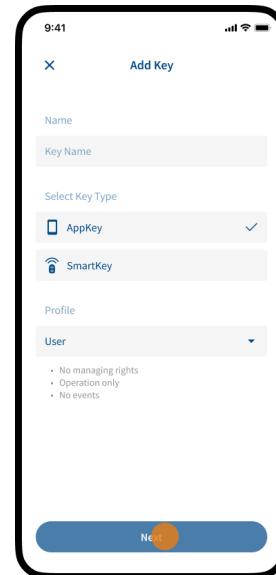 9:41
Add Key
Name
Key Name
Select Key Type
AppKey
SmartKey
Profile
User
• No managing rights
• Operation only
• No events
Next